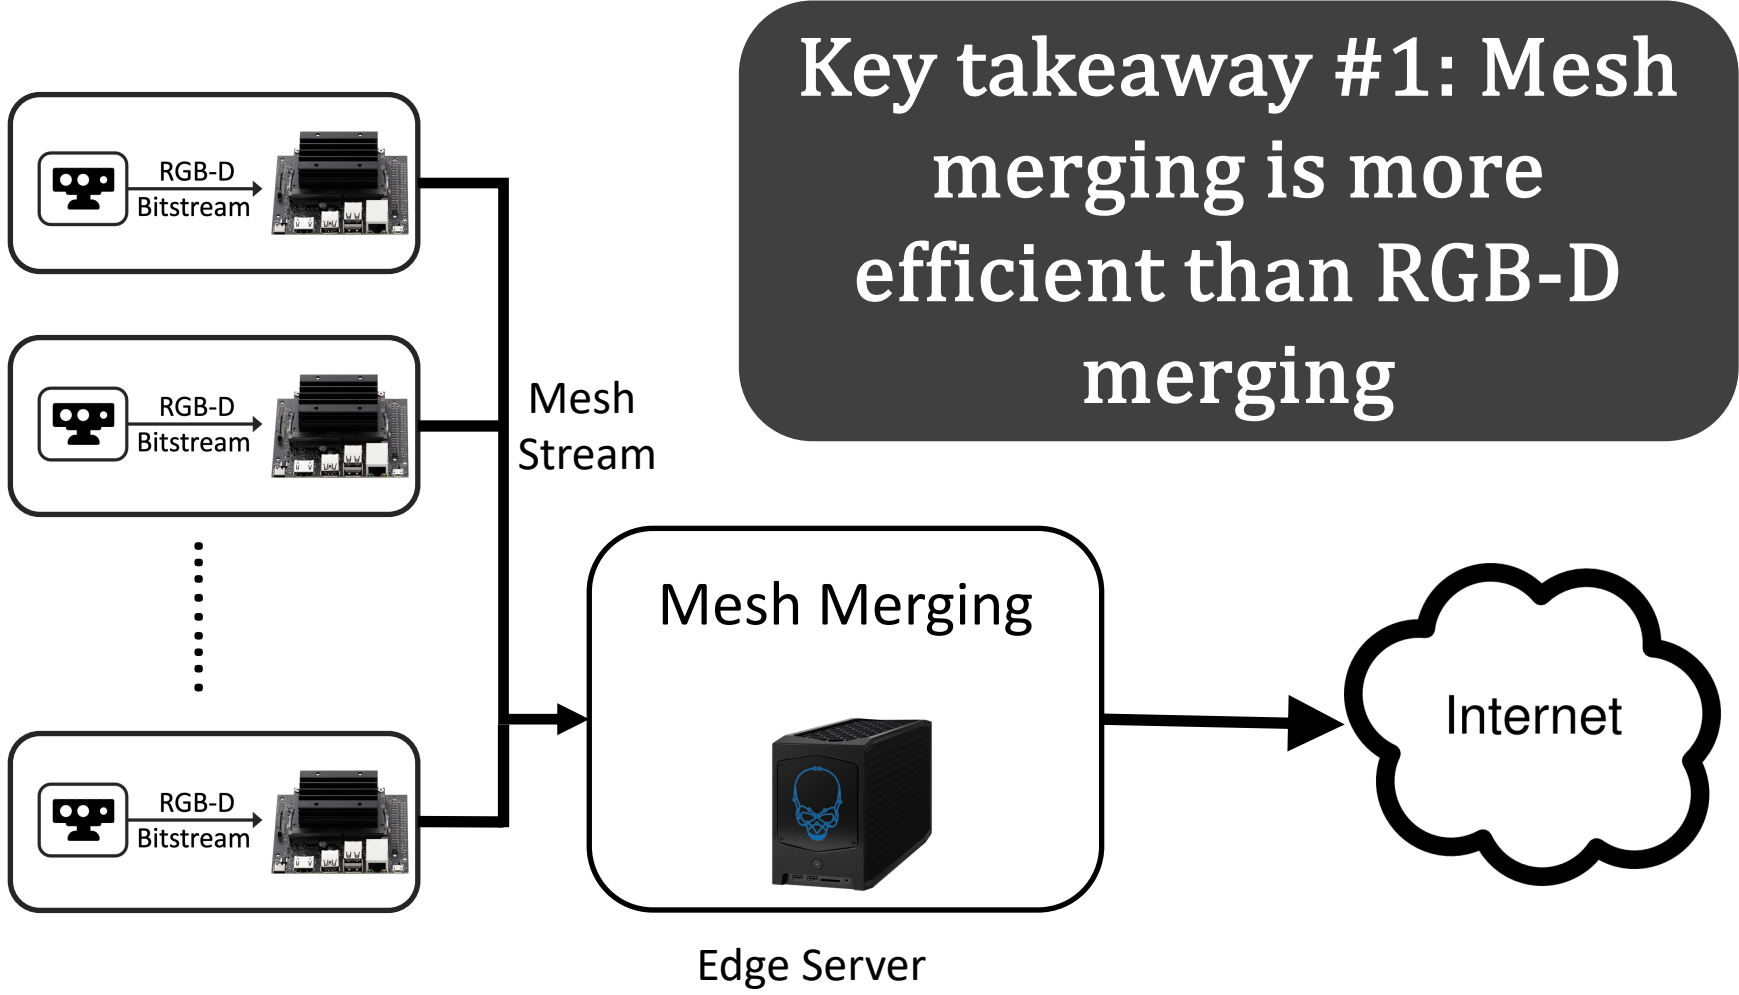 Key takeaway #1: Mesh
merging is more
efficient than RGB-D
merging
RGB-D
Bitstream
RGB-D
Bitstream
Mesh
Stream
Mesh Merging
Internet
RGB-D
Bitstream
Edge Server